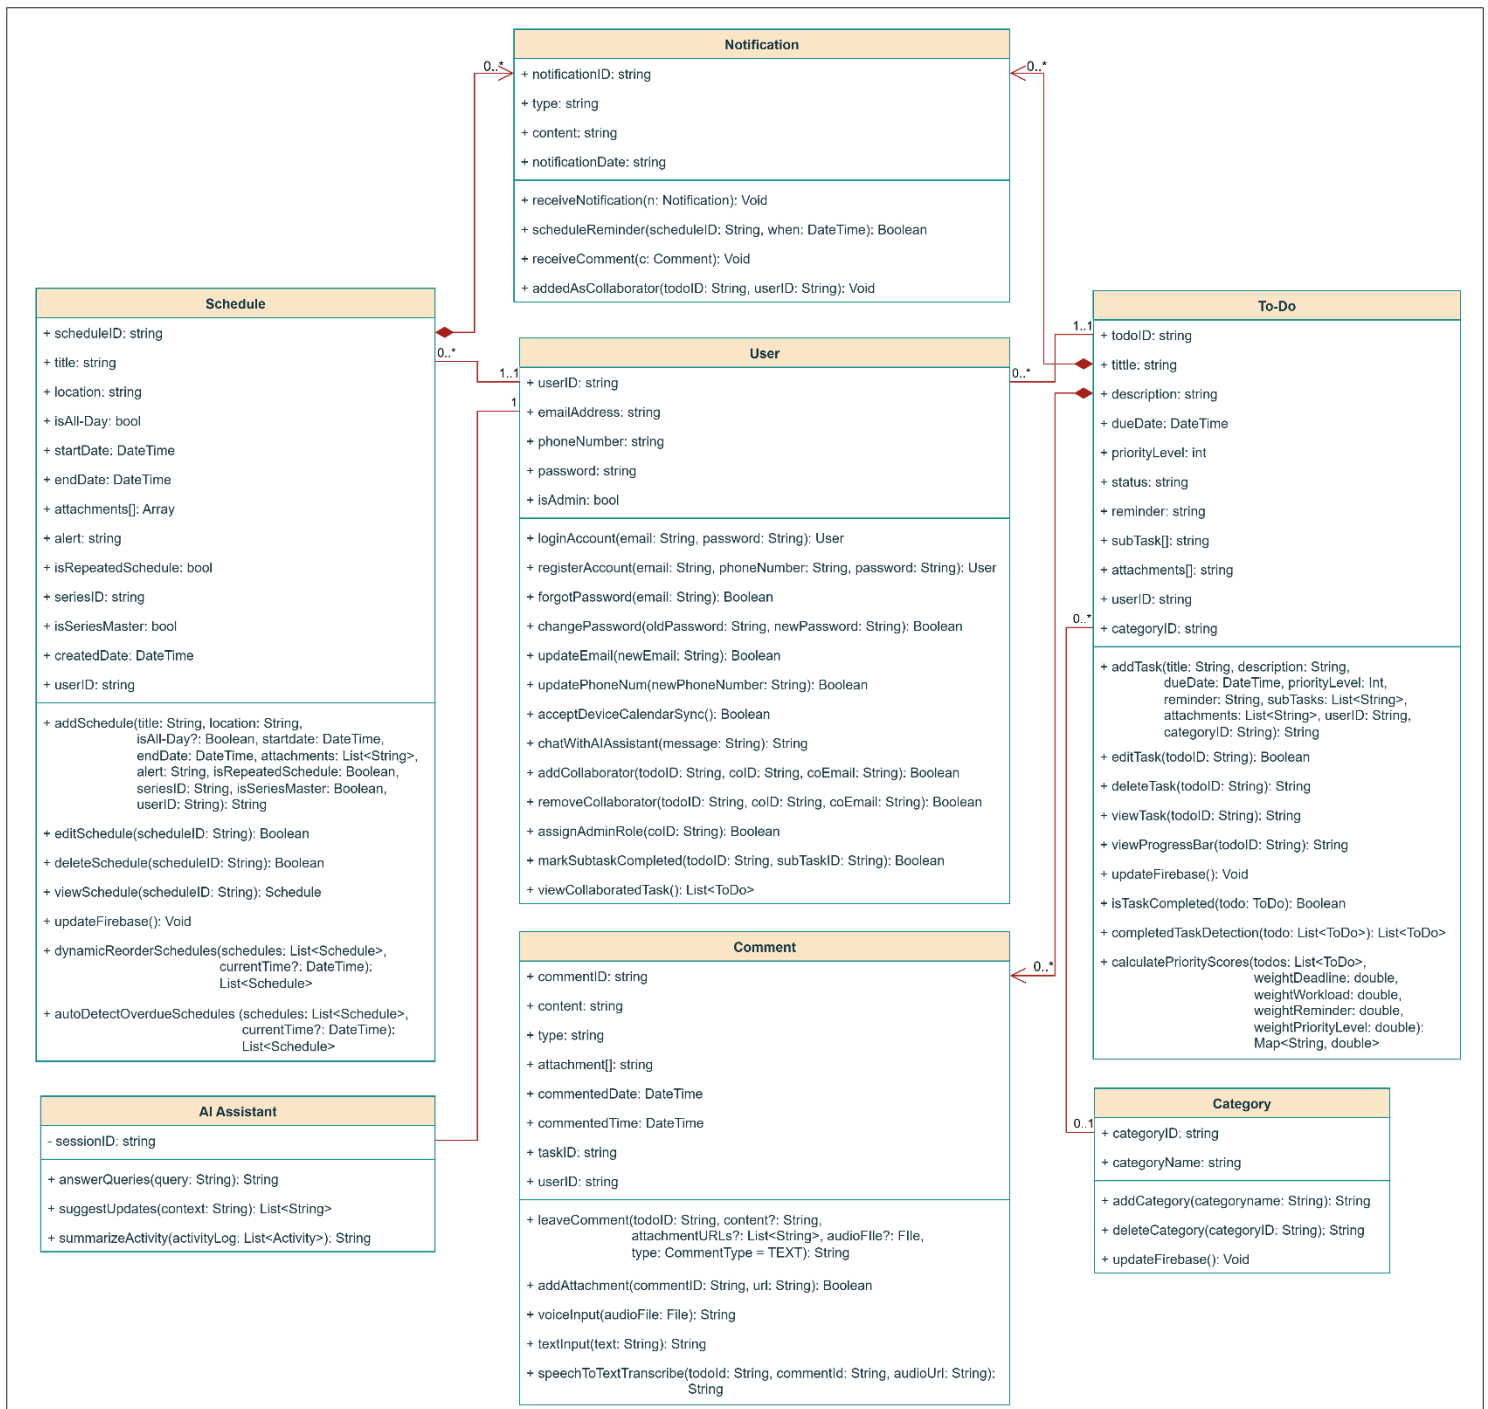 Notification
+ notificationID: string
+ type: string
+ content: string
+ notificationDate: string
+ receiveNotification(n: Notification): Void
+ scheduleReminder(scheduleID: String, when: DateTime): Boolean
+ receiveComment(c: Comment): Void
+ addedAsCollaborator(todoID: String, userID: String): Void
0..*
0..*
Schedule
+ scheduleID: string
+ title: string
+ location: string
+ isAll-Day: bool
+ startDate: DateTime
+ endDate: DateTime
+ attachments[]: Array
+ alert: string
+ isRepeatedSchedule: bool
+ seriesID: string
+ isSeriesMaster: bool
+ createdDate: DateTime
+ userID: string
+ addSchedule(title: String, location: String,
isAll-Day?: Boolean, startdate: DateTime,
endDate: DateTime, attachments: List<String>,
alert: String, isRepeatedSchedule: Boolean,
seriesID: String, isSeriesMaster: Boolean,
userID: String): String
+ editSchedule(scheduleID: String): Boolean
+ deleteSchedule(scheduleID: String): Boolean
+ viewSchedule(scheduleID: String): Schedule
+ updateFirebase(): Void
+ dynamicReorderSchedules(schedules: List<Schedule>,
currentTime?: DateTime):
List<Schedule>
+ autoDetectOverdueSchedules (schedules: List<Schedule>,
currentTime?: DateTime):
List<Schedule>
0..*
1..1
1
User
+ userID: string
+ emailAddress: string
+ phoneNumber: string
+ password: string
+ isAdmin: bool
+ loginAccount(email: String, password: String): User
+ registerAccount(email: String, phoneNumber: String, password: String): User
+ forgotPassword(email: String): Boolean
+ changePassword(oldPassword: String, newPassword: String): Boolean
+ updateEmail(newEmail: String): Boolean
+ updatePhoneNum(newPhoneNumber: String): Boolean
+ acceptDeviceCalendarSync(): Boolean
+ chatWithAIAssistant(message: String): String
+ addCollaborator(todoID: String, coID: String, coEmail: String): Boolean
+ removeCollaborator(todoID: String, coID: String, coEmail: String): Boolean
+ assignAdminRole(coID: String): Boolean
+ markSubtaskCompleted(todoID: String, subTaskID: String): Boolean
+ viewCollaboratedTask(): List<ToDo>
0..*
1..1
To-Do
+ todoID: string
+ tittle: string
+ description: string
+ dueDate: DateTime
+ priorityLevel: int
+ status: string
+ reminder: string
+ subTask[]: string
+ attachments[]: string
+ userID: string
+ categoryID: string
+ addTask(title: String, description: String,
dueDate: DateTime, priorityLevel: Int,
reminder: String, subTasks: List<String>,
attachments: List<String>, userID: String,
categoryID: String): String
+ editTask(todoID: String): Boolean
+ deleteTask(todoID: String): String
+ viewTask(todoID: String): String
+ viewProgressBar(todoID: String): String
+ updateFirebase(): Void
+ isTaskCompleted(todo: ToDo): Boolean
+ completedTaskDetection(todo: List<ToDo>): List<ToDo>
+ calculatePriorityScores(todos: List<ToDo>,
weightDeadline: double,
weightWorkload: double,
weightReminder: double,
weightPriorityLevel: double):
Map<String, double>
0..*
0..1
0..*
Comment
+ commentID: string
+ content: string
+ type: string
+ attachment[]: string
+ commentedDate: DateTime
+ commentedTime: DateTime
+ taskID: string
+ userID: string
+ leaveComment(todoID: String, content?: String,
attachmentURLs?: List<String>, audioFIle?: FIle,
type: CommentType = TEXT): String
+ addAttachment(commentID: String, url: String): Boolean
+ voiceInput(audioFile: File): String
+ textInput(text: String): String
+ speechToTextTranscribe(todoId: String, commentId: String, audioUrl: String):
String
AI Assistant
- sessionID: string
+ answerQueries(query: String): String
+ suggestUpdates(context: String): List<String>
+ summarizeActivity(activityLog: List<Activity>): String
Category
+ categoryID: string
+ categoryName: string
+ addCategory(categoryname: String): String
+ deleteCategory(categoryID: String): String
+ updateFirebase(): Void